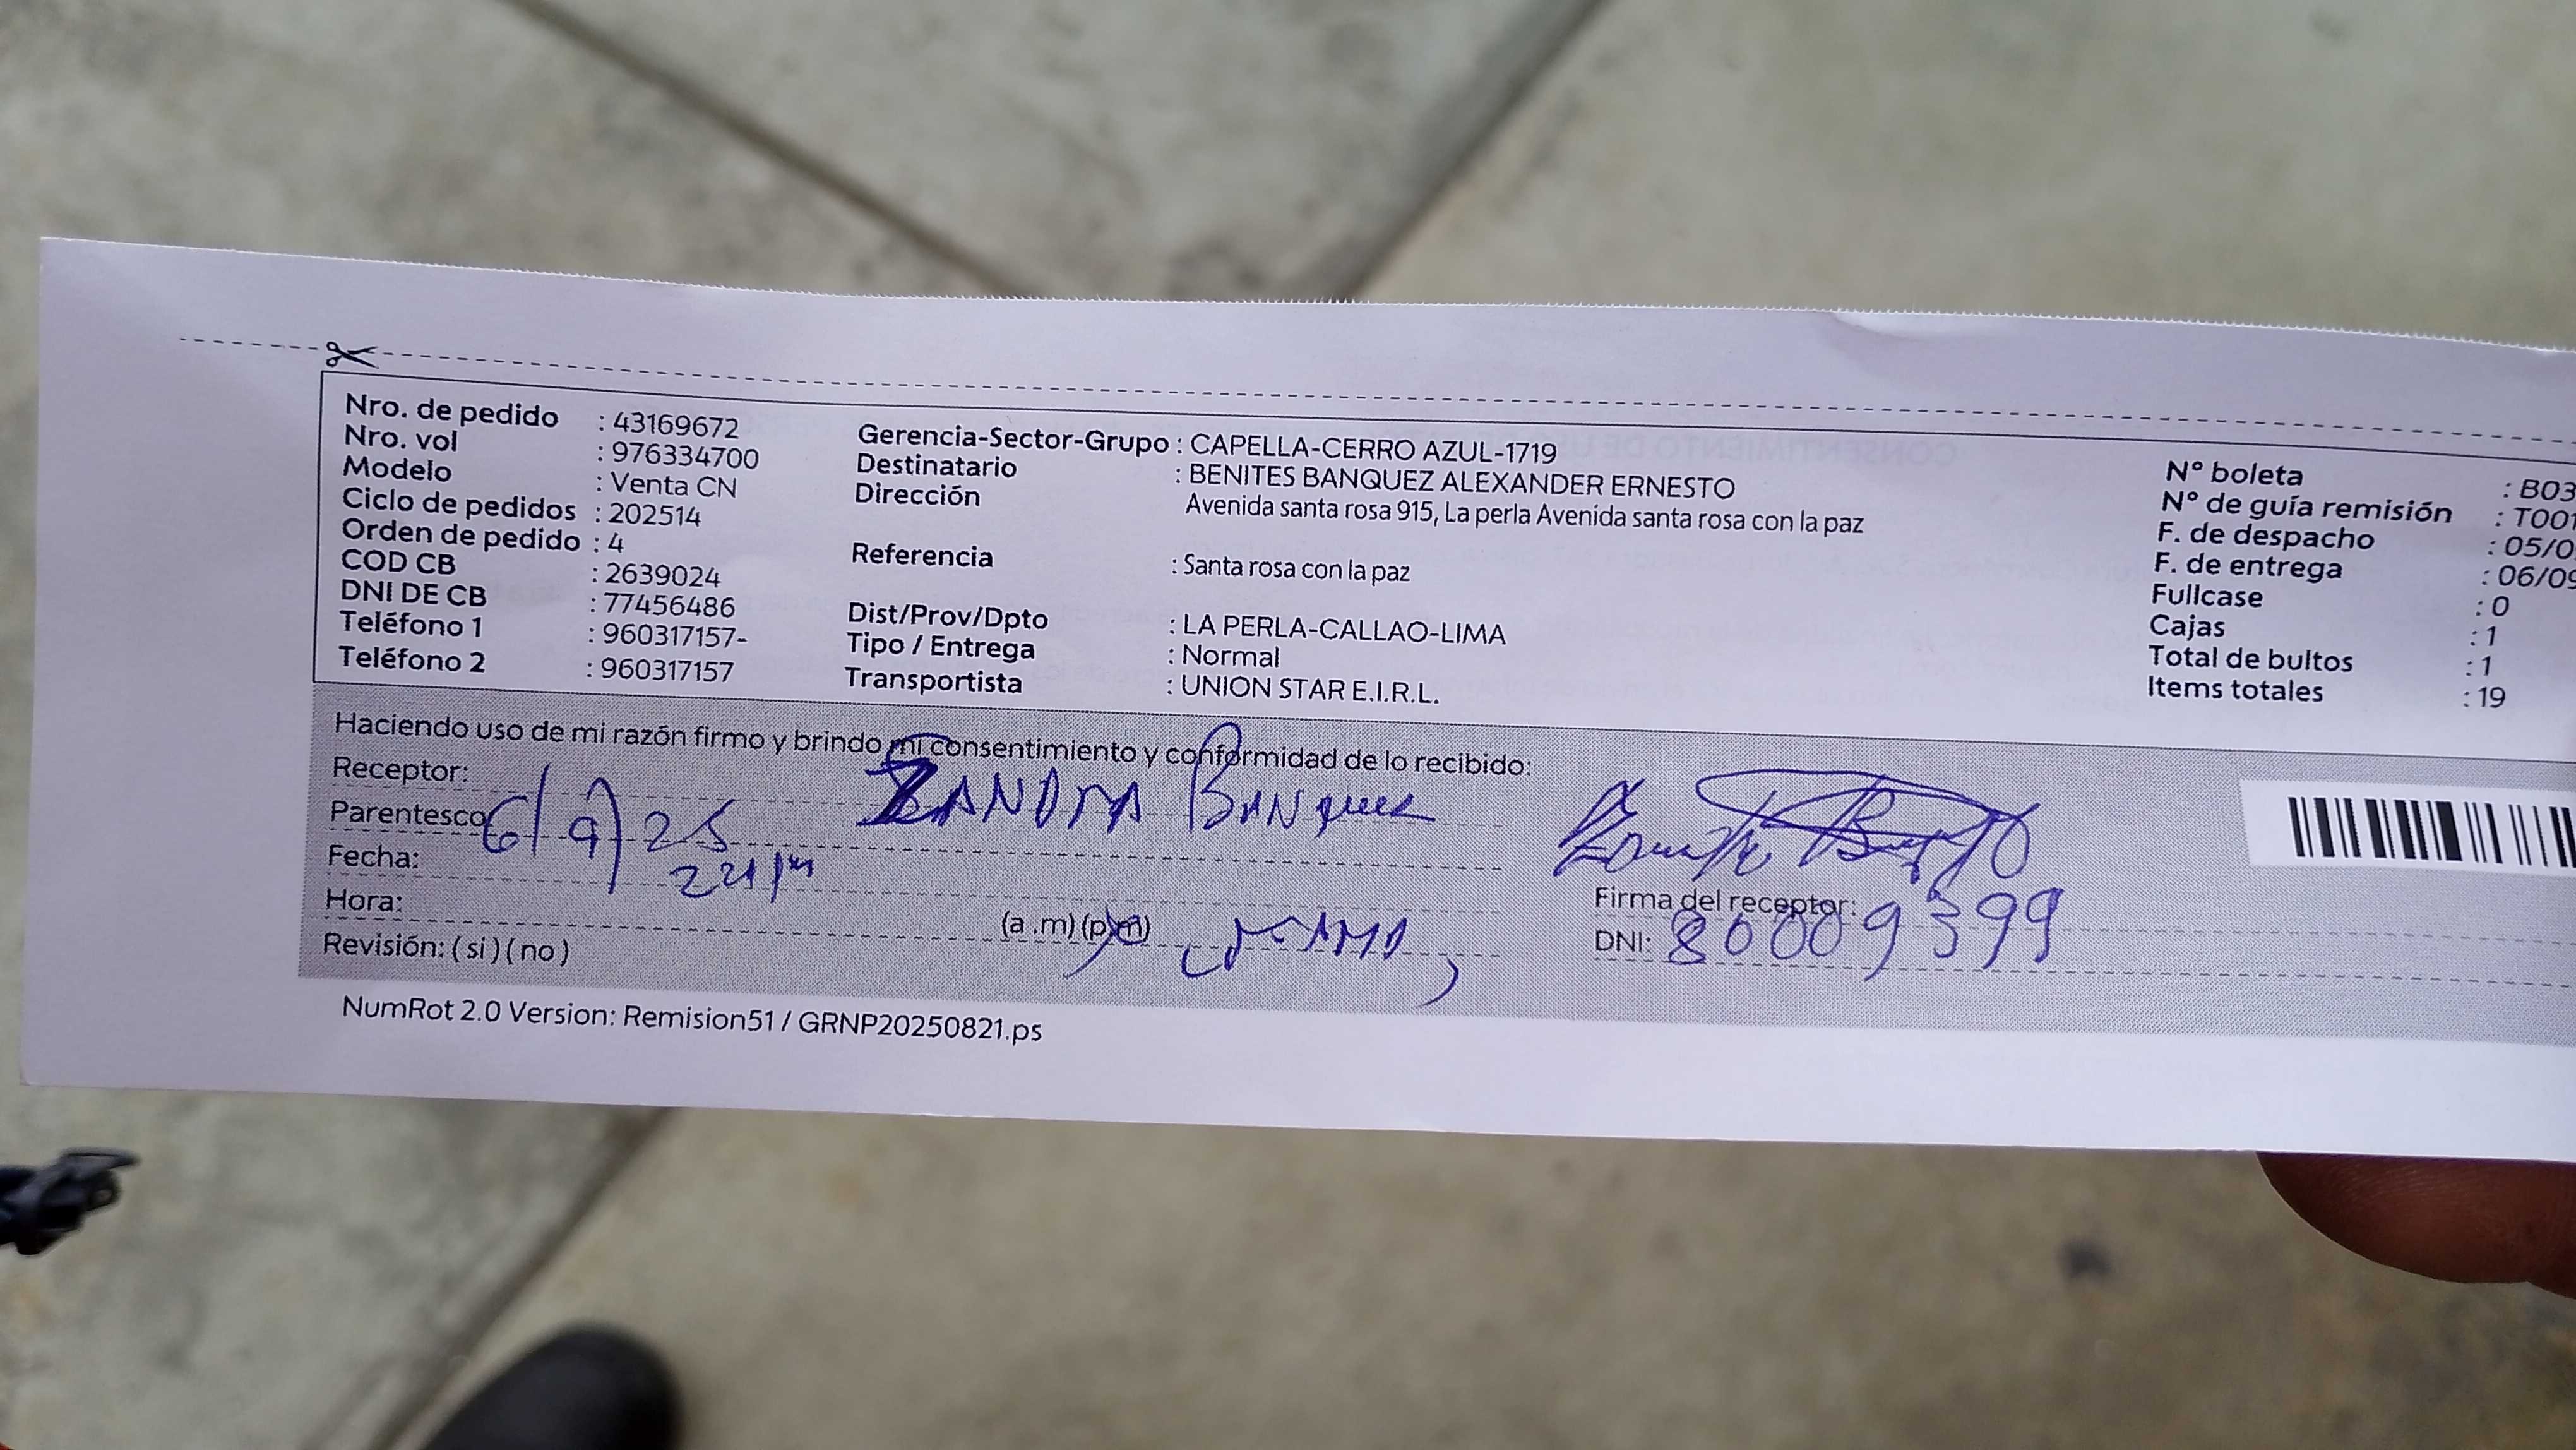 Nro. de pedido : 43169672
Nro. vol : 976334700
Modelo : Venta CN
Ciclo de pedidos : 202514
Orden de pedido : 4
COD CB : 2639024
DNI DE CB : 77456486
Teléfono 1 : 960317157-
Teléfono 2 : 960317157
Gerencia-Sector-Grupo : CAPELLA-CERRO AZUL-1719
Destinatario : BENITES BANQUEZ ALEXANDER ERNESTO
Dirección Avenida santa rosa 915, La perla Avenida santa rosa con la paz
Referencia : Santa rosa con la paz
Dist/Prov/Dpto : LA PERLA-CALLAO-LIMA
Tipo / Entrega : Normal
Transportista : UNION STAR E.I.R.L.
N° boleta : B03
N° de guía remisión : T001
F. de despacho : 05/0
F. de entrega : 06/09
Fullcase : 0
Cajas : 1
Total de bultos : 1
Items totales : 19
Haciendo uso de mi razón firmo y brindo mi consentimiento y conformidad de lo recibido:
Receptor:
ZANDRA BANquez
Parentesco
6/9/25
Fecha:
Hora:
(a .m) (p.m)
(MAMA)
Revisión: ( si ) ( no )
Firma del receptor:
DNI: 80009399
NumRot 2.0 Version: Remision51 / GRNP20250821.ps